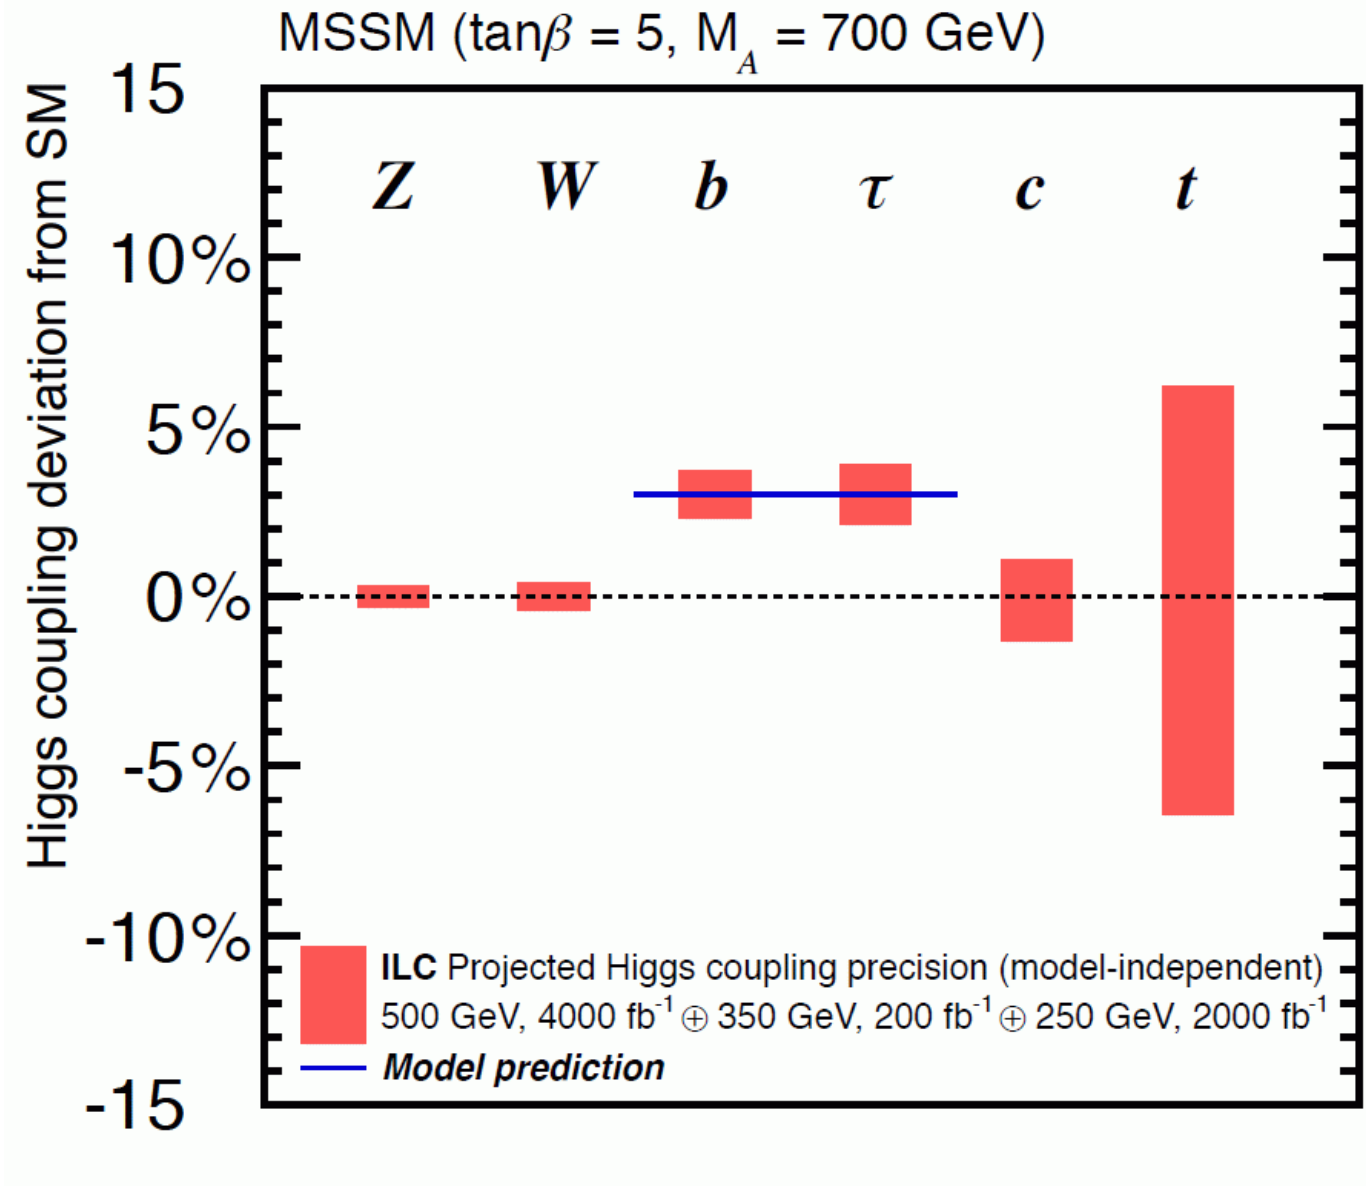 MSSM (tanβ = 5, M_A = 700 GeV)
Higgs coupling deviation from SM
15
10%
5%
0%
-5%
-10%
-15
Z W b τ c t
ILC Projected Higgs coupling precision (model-independent)
500 GeV, 4000 fb⁻¹ ⊕ 350 GeV, 200 fb⁻¹ ⊕ 250 GeV, 2000 fb⁻¹
Model prediction